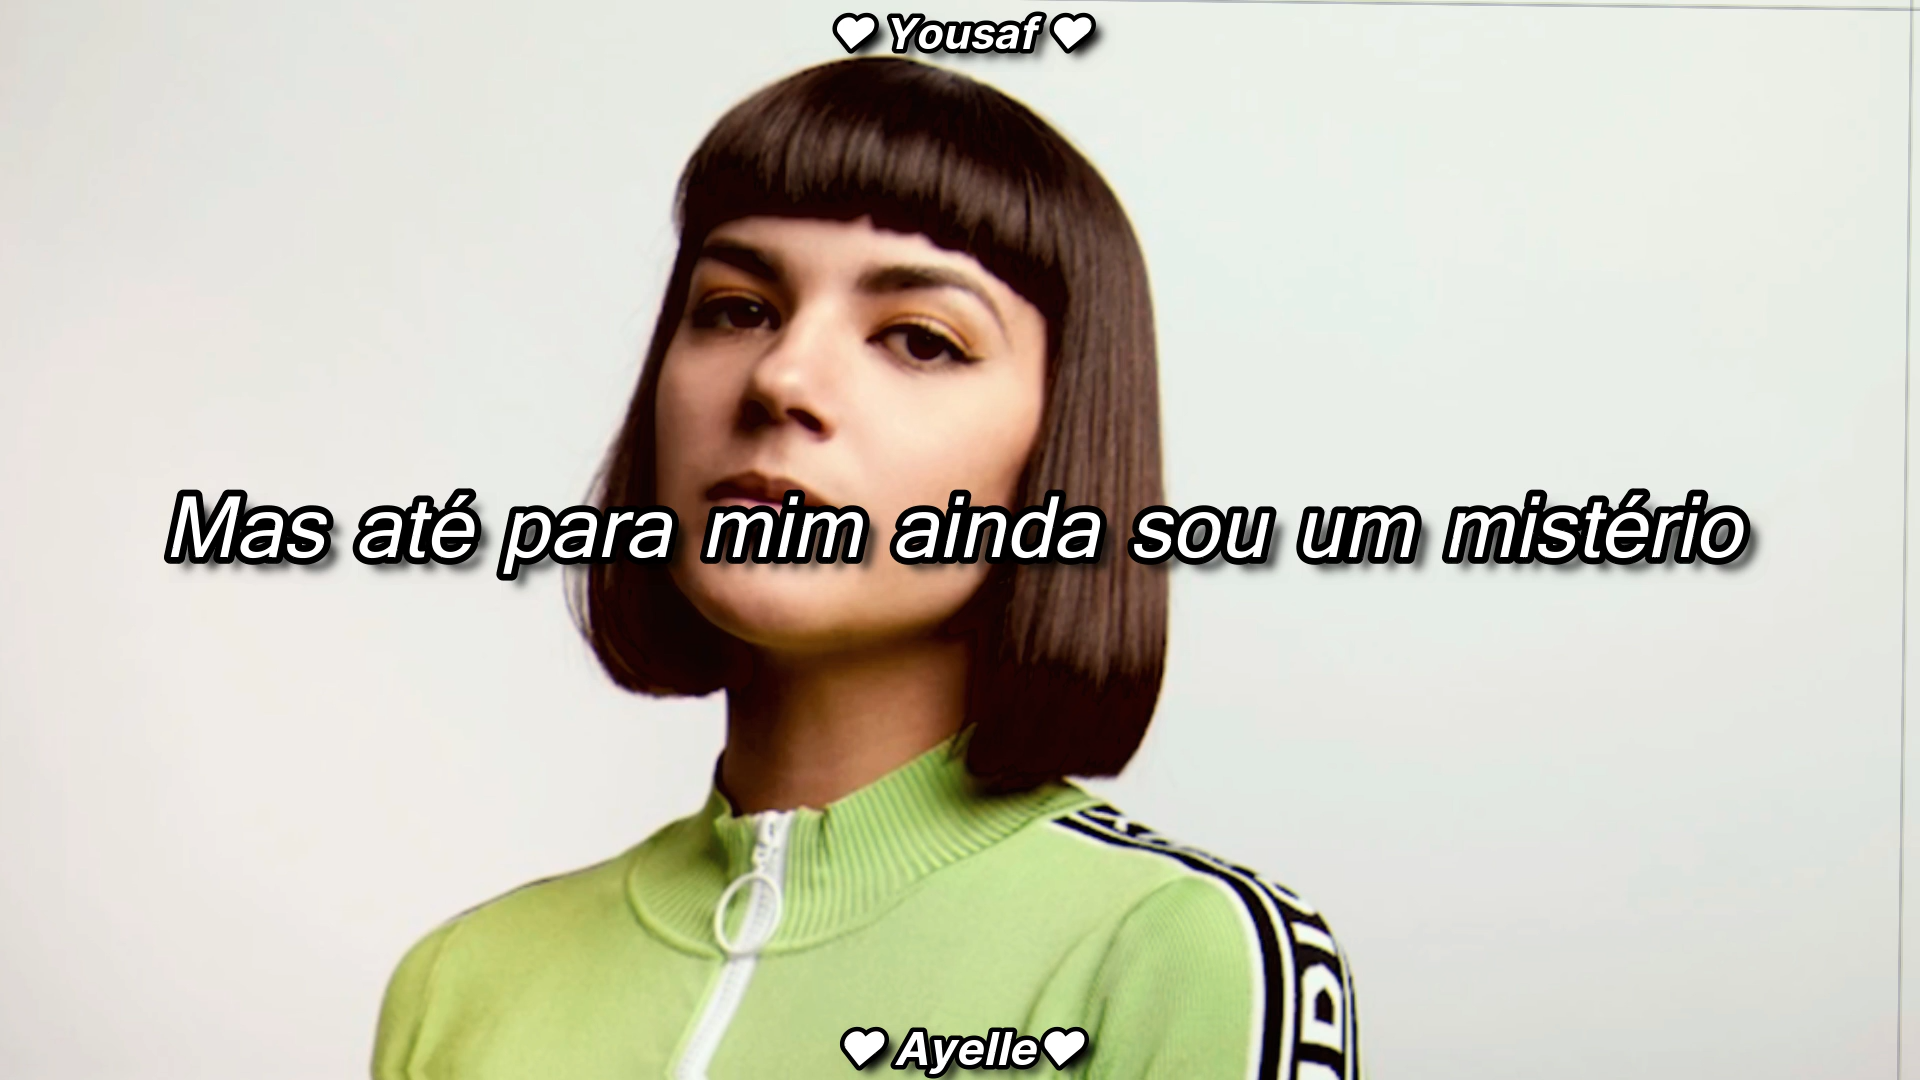 ♥ Yousaf ♥
Mas até para mim ainda sou um mistério
♥ Ayelle ♥